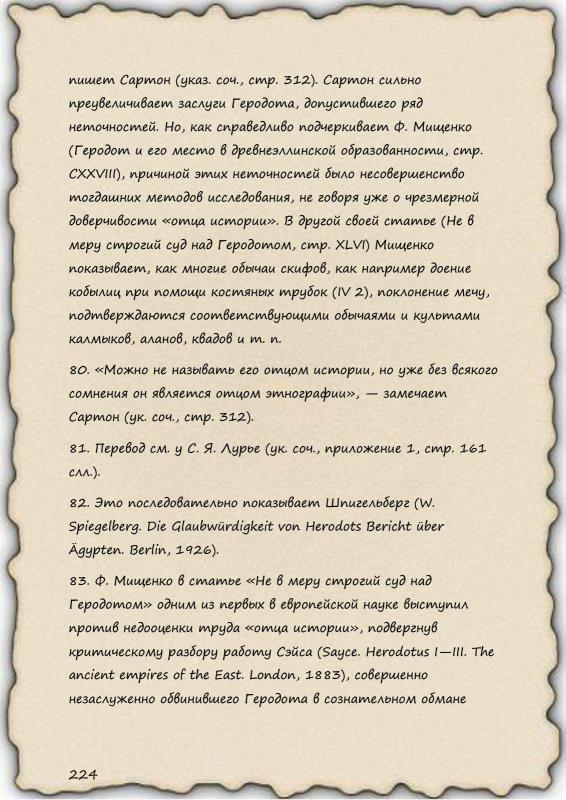 пишет Сартон (указ. соч., стр. 312). Сартон сильно
преувеличивает заслуги Геродота, допустившего ряд
неточностей. Но, как справедливо подчеркивает Ф. Мищенко
(Геродот и его место в древнеэллинской образованности, стр.
CXXVIII), причиной этих неточностей было несовершенство
тогдашних методов исследования, не говоря уже о чрезмерной
доверчивости «отца истории». В другой своей статье (Не в
меру строгий суд над Геродотом, стр. XLVI) Мищенко
показывает, как многие обычаи скифов, как например доение
кобылиц при помощи костяных трубок (IV 2), поклонение мечу,
подтверждаются соответствующими обычаями и культами
калмыков, аланов, квадов и т. п.
80. «Можно не называть его отцом истории, но уже без всякого
сомнения он является отцом этнографии», — замечает
Сартон (ук. соч., стр. 312).
81. Перевод см. у С. Я. Лурье (ук. соч., приложение 1, стр. 161
слл.).
82. Это последовательно показывает Шпигельберг (W.
Spiegelberg. Die Glaubwürdigkeit von Herodots Bericht über
Ägypten. Berlin, 1926).
83. Ф. Мищенко в статье «Не в меру строгий суд над
Геродотом» одним из первых в европейской науке выступил
против недооценки труда «отца истории», подвергнув
критическому разбору работу Сэйса (Sayce. Herodotus I—III. The
ancient empires of the East. London, 1883), совершенно
незаслуженно обвинившего Геродота в сознательном обмане
224